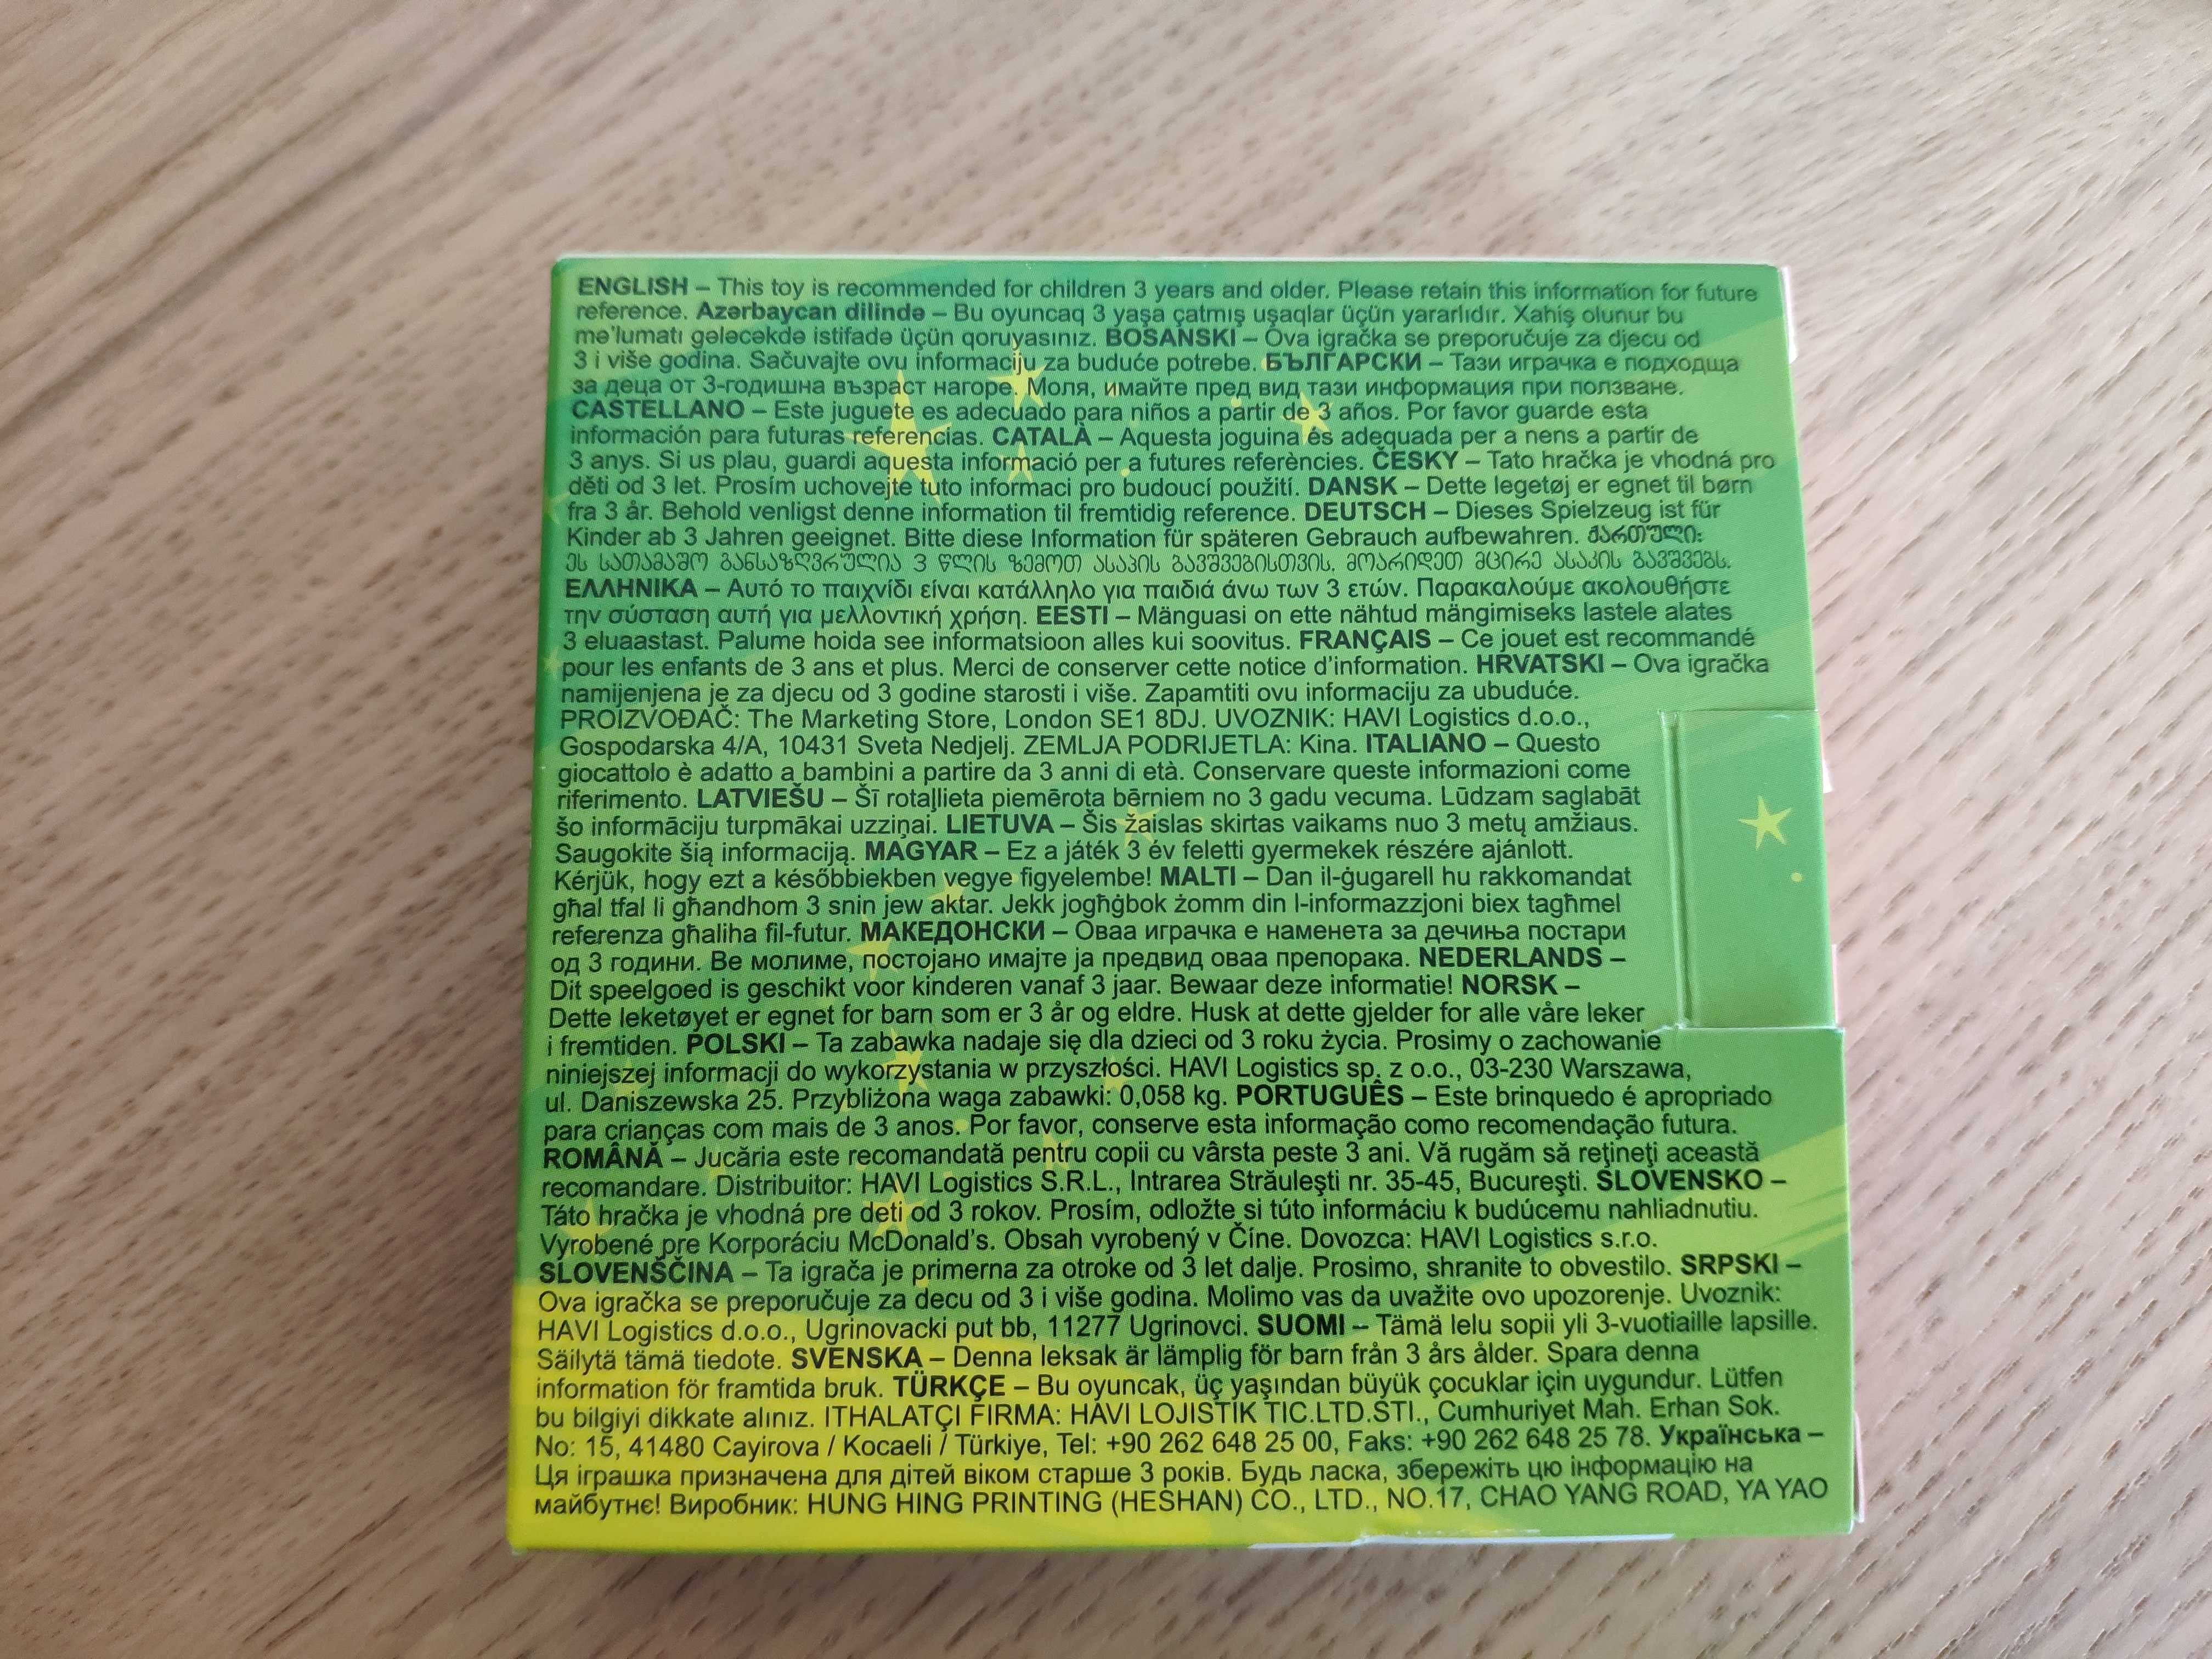 ENGLISH – This toy is recommended for children 3 years and older. Please retain this information for future
reference. Azərbaycan dilində – Bu oyuncaq 3 yaşa çatmış uşaqlar üçün yararlıdır. Xahiş olunur bu
mə'lumatı gələcəkdə istifadə üçün qoruyasınız. BOSANSKI – Ova igračka se preporučuje za djecu od
3 i više godina. Sačuvajte ovu informaciju za buduće potrebe. БЪЛГАРСКИ – Тази играчка е подходща
за деца от 3-годишна възраст нагоре. Моля, имайте пред вид тази информация при ползване.
CASTELLANO – Este juguete es adecuado para niños a partir de 3 años. Por favor guarde esta
información para futuras referencias. CATALÀ – Aquesta joguina és adequada per a nens a partir de
3 anys. Si us plau, guardi aquesta informació per a futures referències. ČESKY – Tato hračka je vhodná pro
děti od 3 let. Prosím uchovejte tuto informaci pro budoucí použití. DANSK – Dette legetøj er egnet til børn
fra 3 år. Behold venligst denne information til fremtidig reference. DEUTSCH – Dieses Spielzeug ist für
Kinder ab 3 Jahren geeignet. Bitte diese Information für späteren Gebrauch aufbewahren. ქართული:
ეს სათამაშო განსაზღვრულია 3 წლის ზემოთ ასაკის ბავშვებისთვის. მოარიდეთ მცირე ასაკის ბავშვებს.
ΕΛΛΗΝΙΚΑ – Αυτό το παιχνίδι είναι κατάλληλο για παιδιά άνω των 3 ετών. Παρακαλούμε ακολουθήστε
την σύσταση αυτή για μελλοντική χρήση. EESTI – Mänguasi on ette nähtud mängimiseks lastele alates
3 eluaastast. Palume hoida see informatsioon alles kui soovitus. FRANÇAIS – Ce jouet est recommandé
pour les enfants de 3 ans et plus. Merci de conserver cette notice d'information. HRVATSKI – Ova igračka
namijenjena je za djecu od 3 godine starosti i više. Zapamtiti ovu informaciju za ubuduće.
PROIZVOĐAČ: The Marketing Store, London SE1 8DJ. UVOZNIK: HAVI Logistics d.o.o.,
Gospodarska 4/A, 10431 Sveta Nedjelj. ZEMLJA PODRIJETLA: Kina. ITALIANO – Questo
giocattolo è adatto a bambini a partire da 3 anni di età. Conservare queste informazioni come
riferimento. LATVIEŠU – Šī rotaļlieta piemērota bērniem no 3 gadu vecuma. Lūdzam saglabāt
šo informāciju turpmākai uzziņai. LIETUVA – Šis žaislas skirtas vaikams nuo 3 metų amžiaus.
Saugokite šią informaciją. MAGYAR – Ez a játék 3 év feletti gyermekek részére ajánlott.
Kérjük, hogy ezt a későbbiekben vegye figyelembe! MALTI – Dan il-ġugarell hu rakkomandat
għal tfal li għandhom 3 snin jew aktar. Jekk jogħġbok żomm din l-informazzjoni biex tagħmel
referenza għaliha fil-futur. МАКЕДОНСКИ – Оваа играчка е наменета за дечиња постари
од 3 години. Ве молиме, постојано имајте ја предвид оваа препорака. NEDERLANDS –
Dit speelgoed is geschikt voor kinderen vanaf 3 jaar. Bewaar deze informatie! NORSK –
Dette leketøyet er egnet for barn som er 3 år og eldre. Husk at dette gjelder for alle våre leker
i fremtiden. POLSKI – Ta zabawka nadaje się dla dzieci od 3 roku życia. Prosimy o zachowanie
niniejszej informacji do wykorzystania w przyszłości. HAVI Logistics sp. z o.o., 03-230 Warszawa,
ul. Daniszewska 25. Przybliżona waga zabawki: 0,058 kg. PORTUGUÊS – Este brinquedo é apropriado
para crianças com mais de 3 anos. Por favor, conserve esta informação como recomendação futura.
ROMÂNĂ – Jucăria este recomandată pentru copii cu vârsta peste 3 ani. Vă rugăm să reţineţi această
recomandare. Distribuitor: HAVI Logistics S.R.L., Intrarea Străuleşti nr. 35-45, Bucureşti. SLOVENSKO –
Táto hračka je vhodná pre deti od 3 rokov. Prosím, odložte si túto informáciu k budúcemu nahliadnutiu.
Vyrobené pre Korporáciu McDonald's. Obsah vyrobený v Číne. Dovozca: HAVI Logistics s.r.o.
SLOVENŠČINA – Ta igrača je primerna za otroke od 3 let dalje. Prosimo, shranite to obvestilo. SRPSKI –
Ova igračka se preporučuje za decu od 3 i više godina. Molimo vas da uvažite ovo upozorenje. Uvoznik:
HAVI Logistics d.o.o., Ugrinovacki put bb, 11277 Ugrinovci. SUOMI – Tämä lelu sopii yli 3-vuotiaille lapsille.
Säilytä tämä tiedote. SVENSKA – Denna leksak är lämplig för barn från 3 års ålder. Spara denna
information för framtida bruk. TÜRKÇE – Bu oyuncak, üç yaşından büyük çocuklar için uygundur. Lütfen
bu bilgiyi dikkate alınız. ITHALATÇI FIRMA: HAVI LOJISTIK TIC.LTD.STI., Cumhuriyet Mah. Erhan Sok.
No: 15, 41480 Cayirova / Kocaeli / Türkiye, Tel: +90 262 648 25 00, Faks: +90 262 648 25 78. Українська –
Ця іграшка призначена для дітей віком старше 3 років. Будь ласка, збережіть цю інформацію на
майбутнє! Виробник: HUNG HING PRINTING (HESHAN) CO., LTD., NO.17, CHAO YANG ROAD, YA YAO